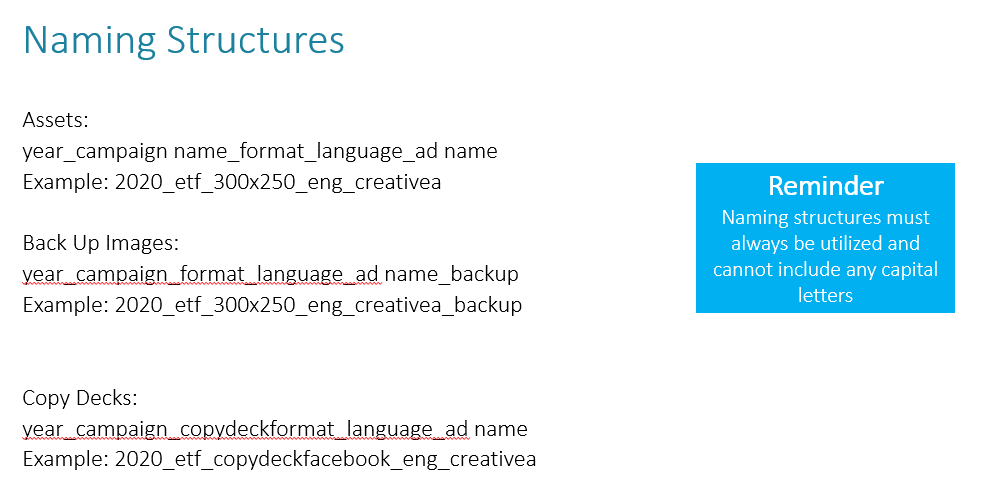 Naming Structures
Assets:
year_campaign name_format_language_ad name
Example: 2020_etf_300x250_eng_creativea
Back Up Images:
year_campaign_format_language_ad name_backup
Example: 2020_etf_300x250_eng_creativea_backup
Copy Decks:
year_campaign_copydeckformat_language_ad name
Example: 2020_etf_copydeckfacebook_eng_creativea
Reminder
Naming structures must
always be utilized and
cannot include any capital
letters